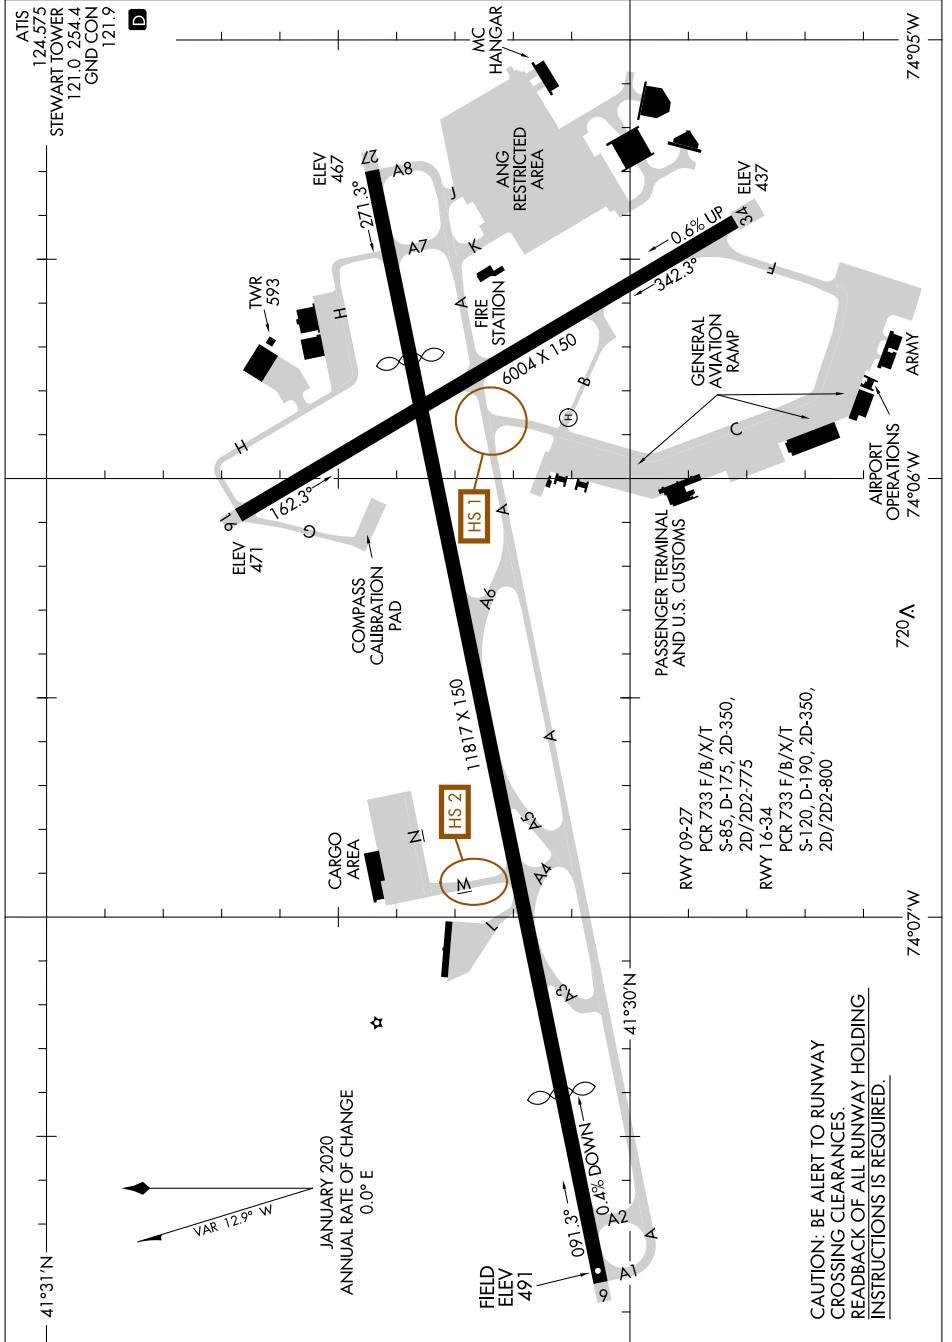 ATIS
124.575
STEWART TOWER
121.0 254.4
GND CON
121.9
D
MC
HANGAR
74°05'W
ELEV
467
27
A8
271.3°
ANG
RESTRICTED
AREA
J
A7
K
ELEV
437
34
0.6% UP
342.3°
F
TWR
593
H
A
FIRE
STATION
6004 X 150
GENERAL
AVIATION
RAMP
B
H
C
ARMY
H
AIRPORT
OPERATIONS
74°06'W
162.3°
16
ELEV
471
G
HS 1
A
COMPASS
CALIBRATION
PAD
A6
PASSENGER TERMINAL
AND U.S. CUSTOMS
720
11817 X 150
A
RWY 09-27
PCR 733 F/B/X/T
S-85, D-175, 2D-350,
2D/2D2-775
RWY 16-34
PCR 733 F/B/X/T
S-120, D-190, 2D-350,
2D/2D2-800
CARGO
AREA
N
HS 2
A5
W
A4
L
74°07'W
A3
41°30'N
JANUARY 2020
ANNUAL RATE OF CHANGE
0.0° E
VAR 12.9° W
091.3°
0.4% DOWN
A2
A
A1
FIELD
ELEV
491
9
41°31'N
CAUTION: BE ALERT TO RUNWAY
CROSSING CLEARANCES.
READBACK OF ALL RUNWAY HOLDING
INSTRUCTIONS IS REQUIRED.